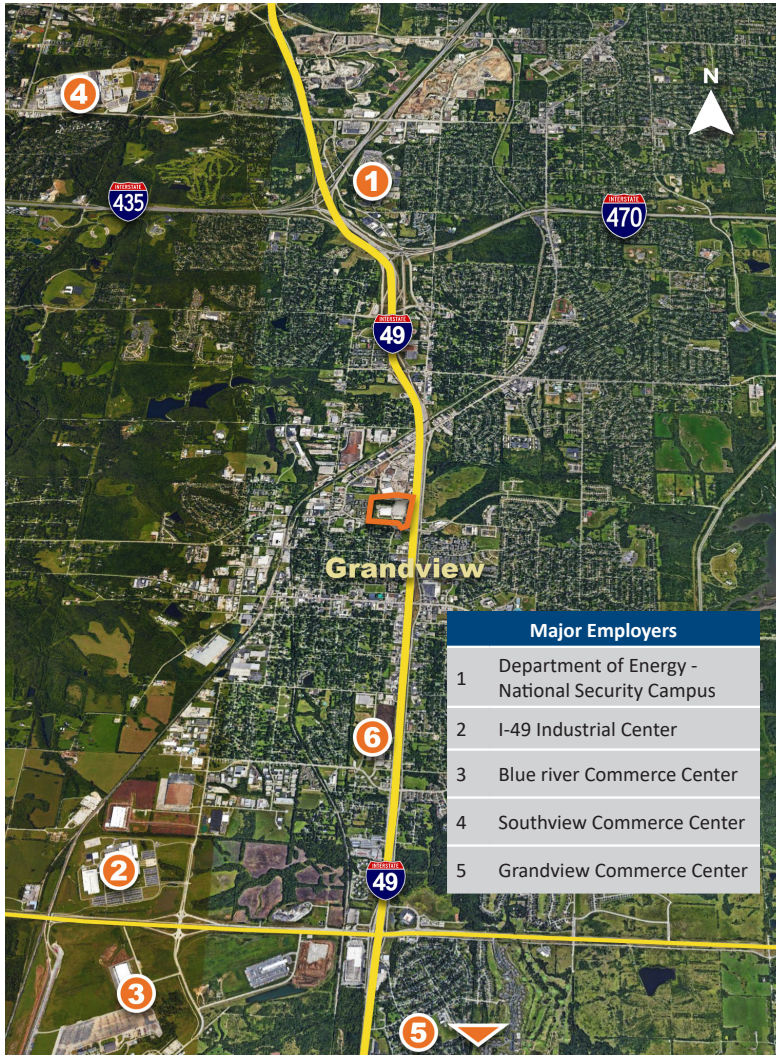 N
4
1
INTERSTATE
435
INTERSTATE
470
INTERSTATE
49
Grandview
Major Employers
1 Department of Energy -
National Security Campus
2 I-49 Industrial Center
3 Blue river Commerce Center
4 Southview Commerce Center
5 Grandview Commerce Center
6
2
INTERSTATE
49
3
5